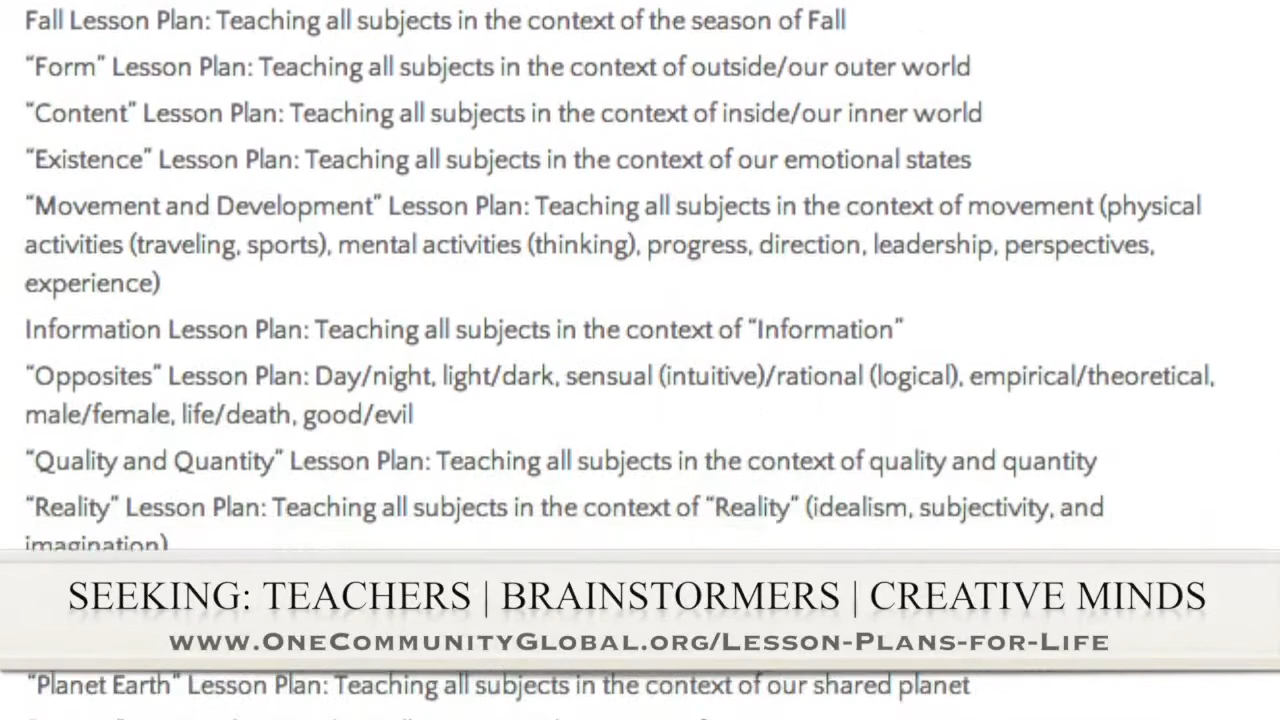 Fall Lesson Plan: Teaching all subjects in the context of the season of Fall
“Form” Lesson Plan: Teaching all subjects in the context of outside/our outer world
“Content” Lesson Plan: Teaching all subjects in the context of inside/our inner world
“Existence” Lesson Plan: Teaching all subjects in the context of our emotional states
“Movement and Development” Lesson Plan: Teaching all subjects in the context of movement (physical
activities (traveling, sports), mental activities (thinking), progress, direction, leadership, perspectives,
experience)
Information Lesson Plan: Teaching all subjects in the context of “Information”
“Opposites” Lesson Plan: Day/night, light/dark, sensual (intuitive)/rational (logical), empirical/theoretical,
male/female, life/death, good/evil
“Quality and Quantity” Lesson Plan: Teaching all subjects in the context of quality and quantity
“Reality” Lesson Plan: Teaching all subjects in the context of “Reality” (idealism, subjectivity, and
imagination)
SEEKING: TEACHERS | BRAINSTORMERS | CREATIVE MINDS
www.OneCommunityGlobal.org/Lesson-Plans-for-Life
“Planet Earth” Lesson Plan: Teaching all subjects in the context of our shared planet